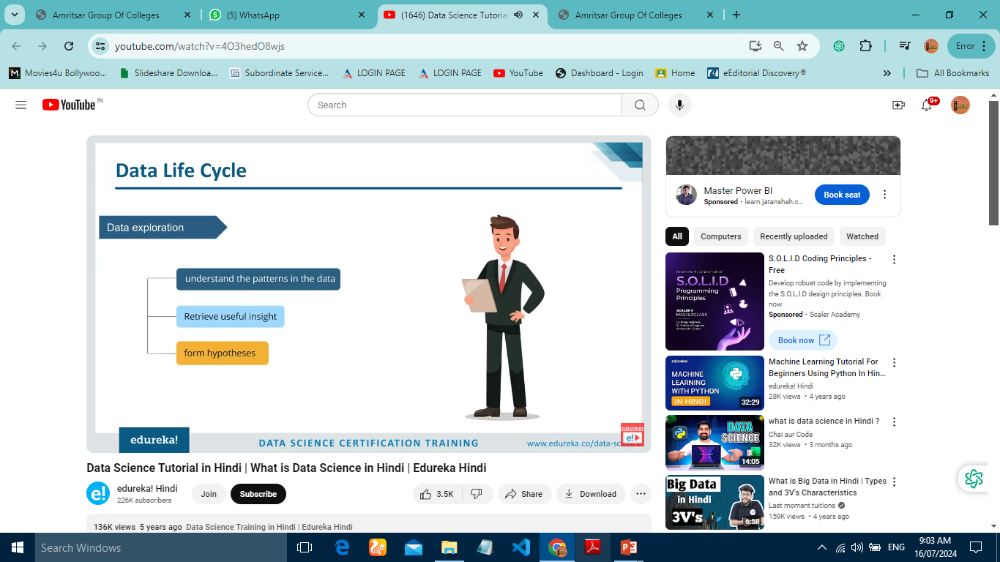 Amritsar Group Of Colleges
(5) WhatsApp
(1646) Data Science Tutorial
Amritsar Group Of Colleges
youtube.com/watch?v=4O3hedO8wjs
Error
Movies4u Bollywoo...
Slideshare Downloa...
Subordinate Service...
LOGIN PAGE
LOGIN PAGE
YouTube
Dashboard - Login
Home
eEditorial Discovery®
All Bookmarks
YouTube IN
Search
9+
Data Life Cycle
Data exploration
understand the patterns in the data
Retrieve useful insight
form hypotheses
edureka!
DATA SCIENCE CERTIFICATION TRAINING
www.edureka.co/data-science
SUBSCRIBE
e!
Data Science Tutorial in Hindi | What is Data Science in Hindi | Edureka Hindi
e!
edureka! Hindi
226K subscribers
Join
Subscribe
3.5K
Share
Download
136K views 5 years ago Data Science Training in Hindi | Edureka Hindi
Master Power BI
Sponsored · learn.jatanshah.c...
Book seat
All
Computers
Recently uploaded
Watched
Master the Fundamentals of
S.O.L.I.D
Programming
Principles
SCALER
MASTERCLASS
S.O.L.I.D Coding Principles -
Free
Develop robust code by implementing
the S.O.L.I.D design principles. Book
now
Sponsored · Scaler Academy
Book now
edureka!
MACHINE
LEARNING
WITH PYTHON
IN HINDI
32:29
Machine Learning Tutorial For
Beginners Using Python In Hin...
edureka! Hindi
28K views • 4 years ago
DATA
SCIENCE
14:05
what is data science in Hindi ?
Chai aur Code
32K views • 3 months ago
Big Data
in Hindi
3V's
6:58
What is Big Data in Hindi | Types
and 3V's Characteristics
Last moment tuitions
159K views • 4 years ago
Search Windows
ENG
9:03 AM
16/07/2024